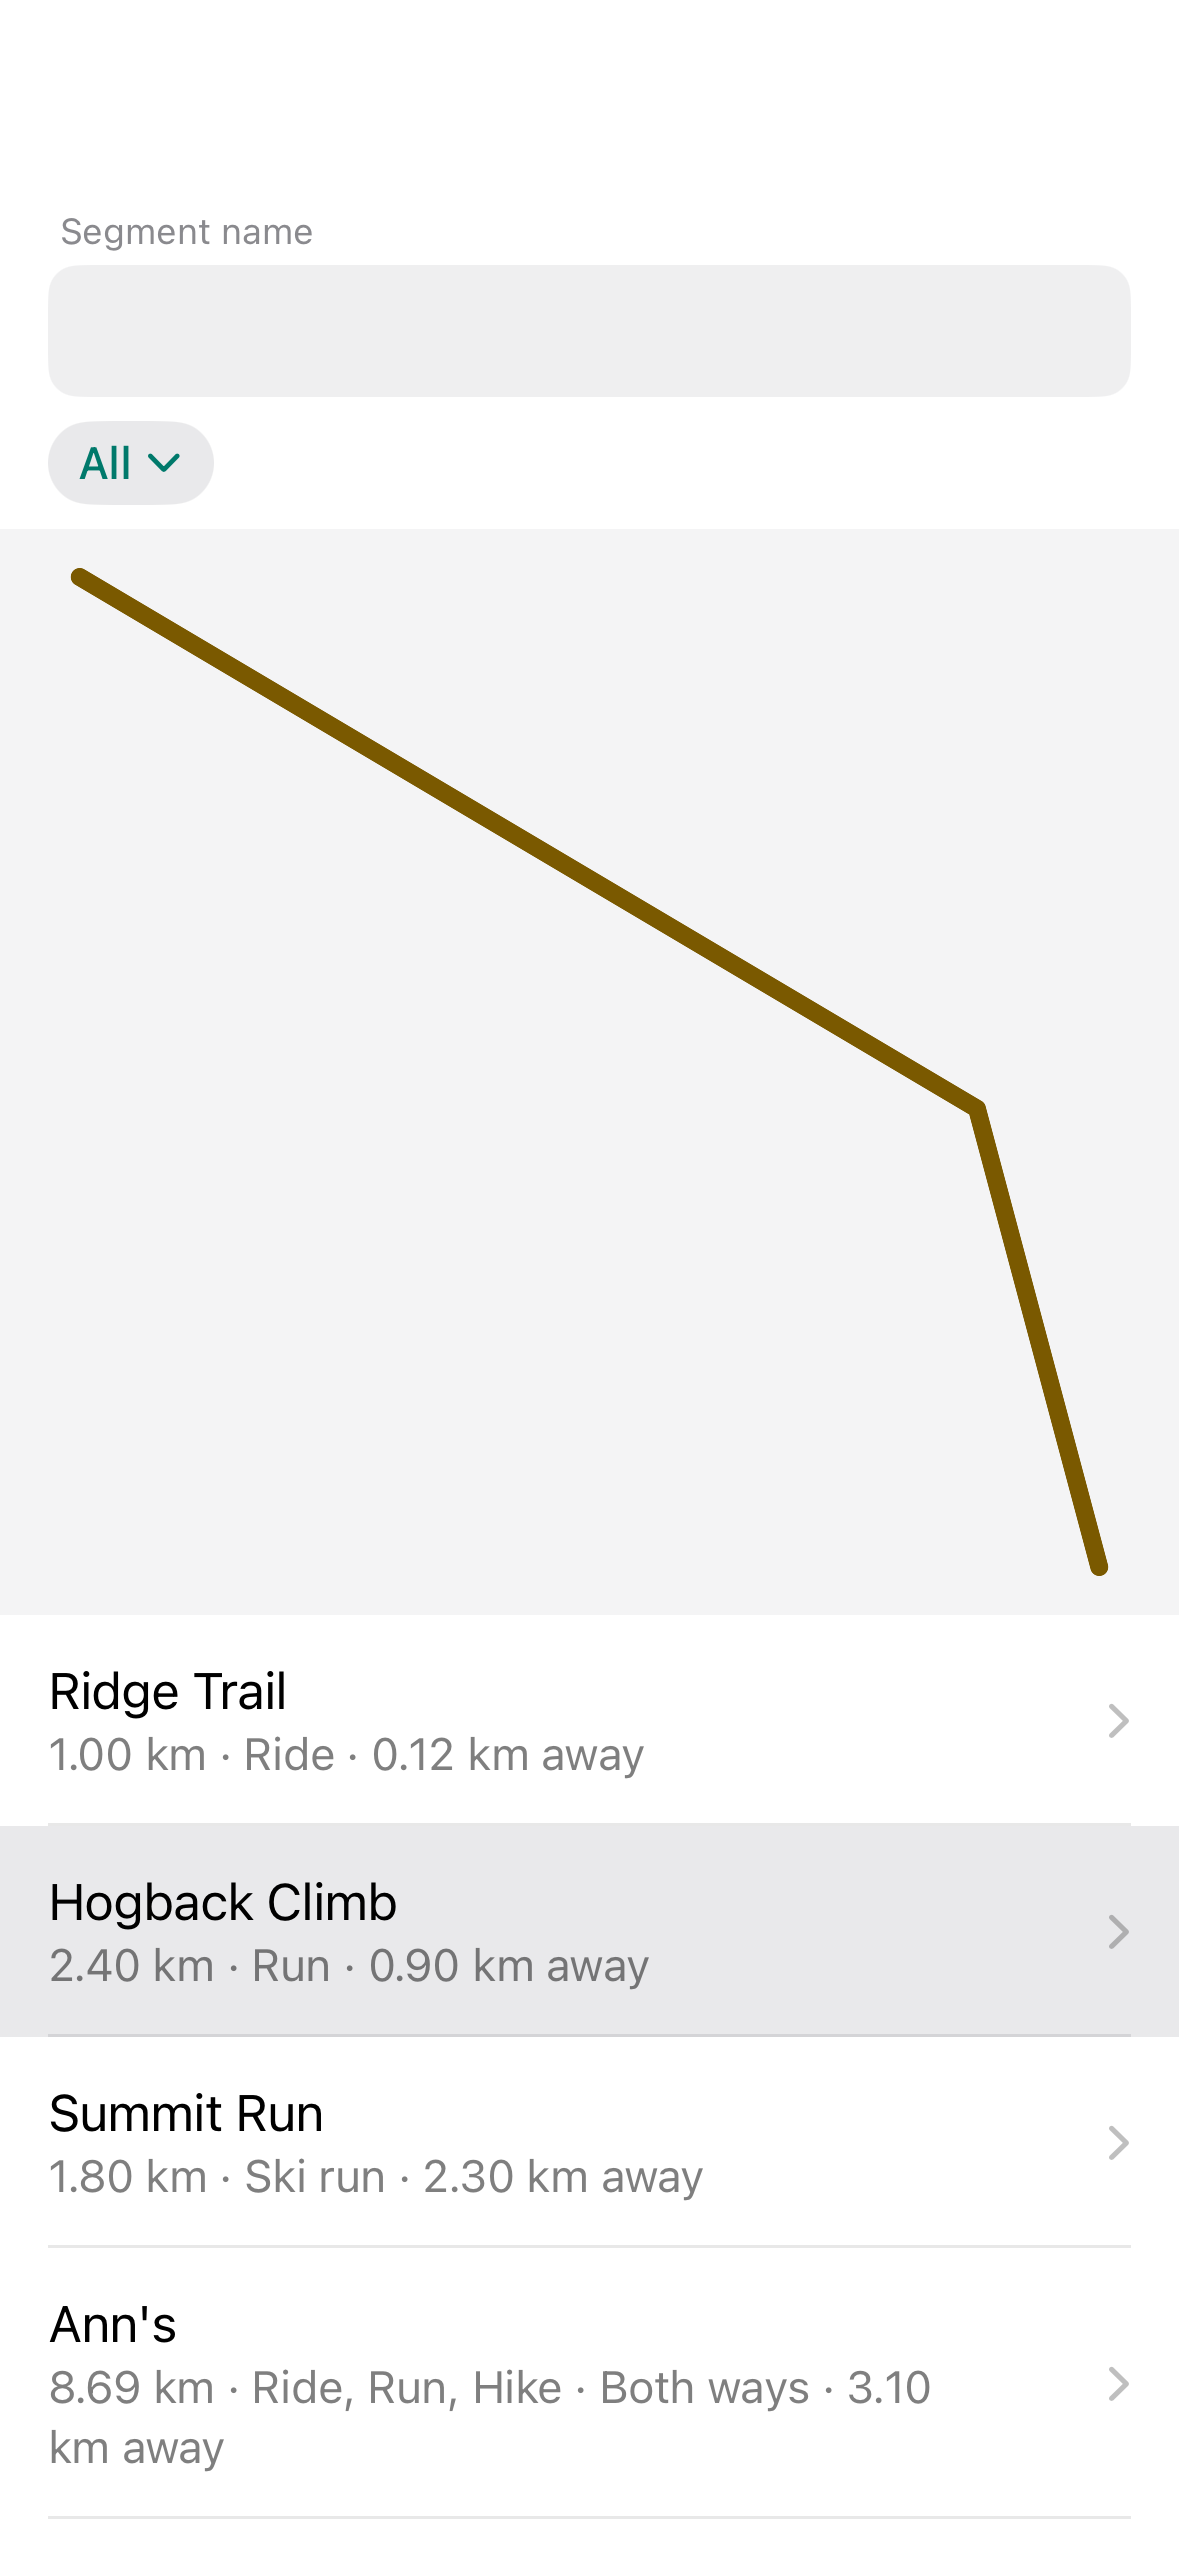 Segment name
All
Ridge Trail
1.00 km · Ride · 0.12 km away
Hogback Climb
2.40 km · Run · 0.90 km away
Summit Run
1.80 km · Ski run · 2.30 km away
Ann's
8.69 km · Ride, Run, Hike · Both ways · 3.10
km away